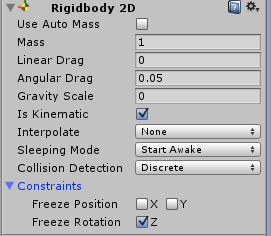 Rigidbody 2D
Use Auto Mass
Mass 1
Linear Drag 0
Angular Drag 0.05
Gravity Scale 0
Is Kinematic
Interpolate None
Sleeping Mode Start Awake
Collision Detection Discrete
Constraints
Freeze Position X Y
Freeze Rotation Z